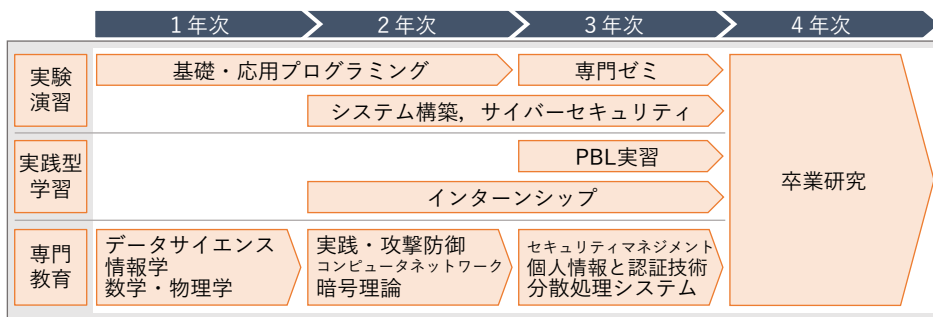 1年次
2年次
3年次
4年次
実験
演習
基礎・応用プログラミング
専門ゼミ
システム構築，サイバーセキュリティ
実践型
学習
PBL実習
インターンシップ
専門
教育
データサイエンス
情報学
数学・物理学
実践・攻撃防御
コンピュータネットワーク
暗号理論
セキュリティマネジメント
個人情報と認証技術
分散処理システム
卒業研究